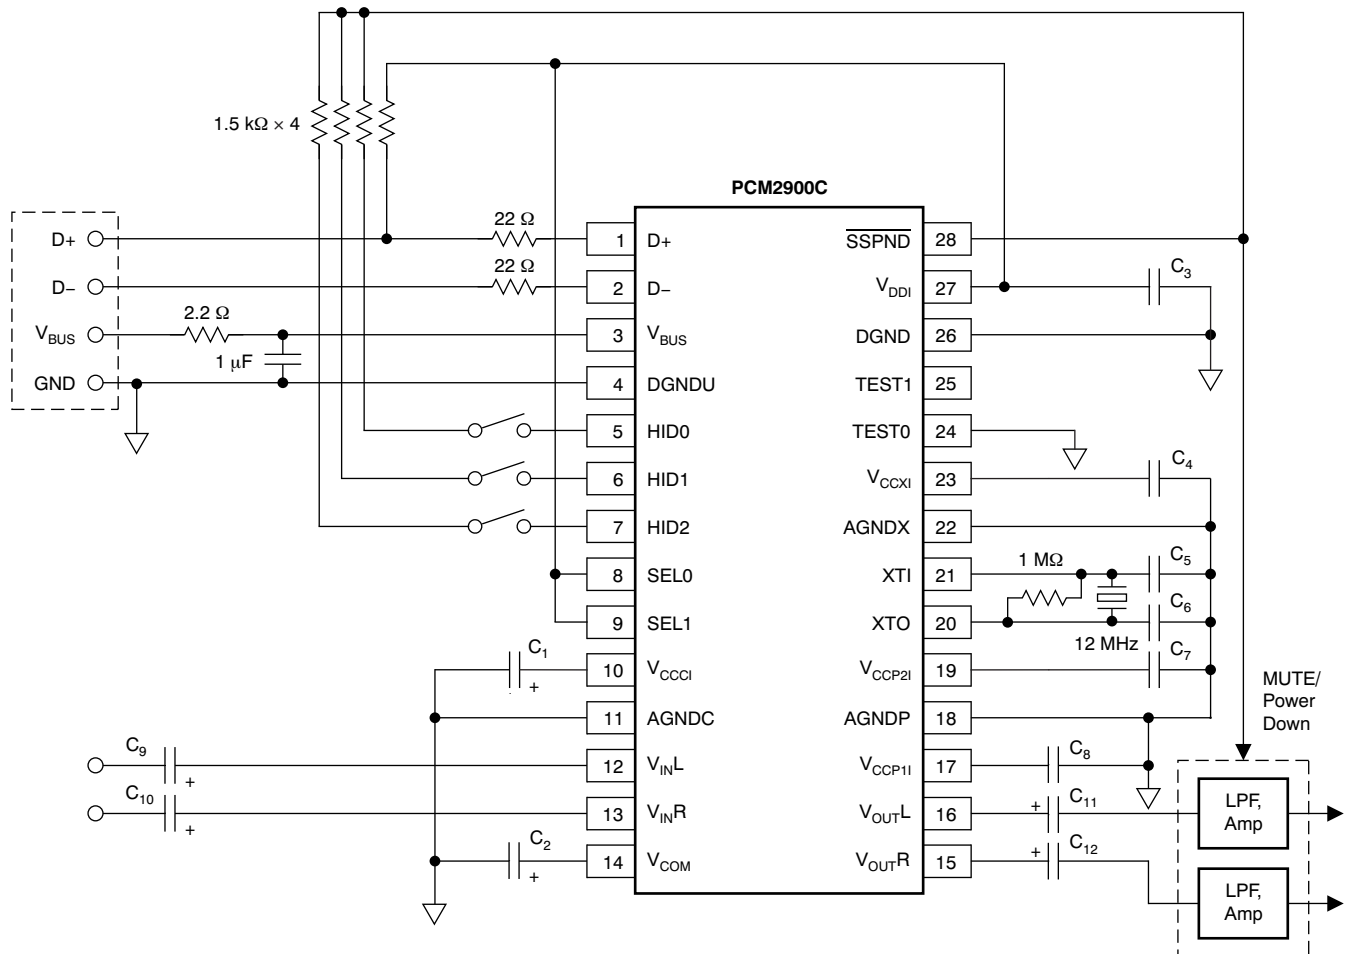 1.5 kΩ × 4
PCM2900C
D+
22 Ω
1
D+
SSPND
28
D−
22 Ω
2
D−
VDDI
27
C3
VBUS
2.2 Ω
1 μF
3
VBUS
DGND
26
GND
4
DGNDU
TEST1
25
5
HID0
TEST0
24
6
HID1
VCCXI
23
C4
7
HID2
AGNDX
22
8
SEL0
XTI
21
1 MΩ
C5
9
SEL1
XTO
20
12 MHz
C6
C1
+
10
VCCCI
VCCP2I
19
C7
11
AGNDC
AGNDP
18
MUTE/
Power
Down
C9
+
12
VINL
VCCP1I
17
C8
C10
+
13
VINR
VOUTL
16
+
C11
LPF,
Amp
C2
+
14
VCOM
VOUTR
15
+
C12
LPF,
Amp